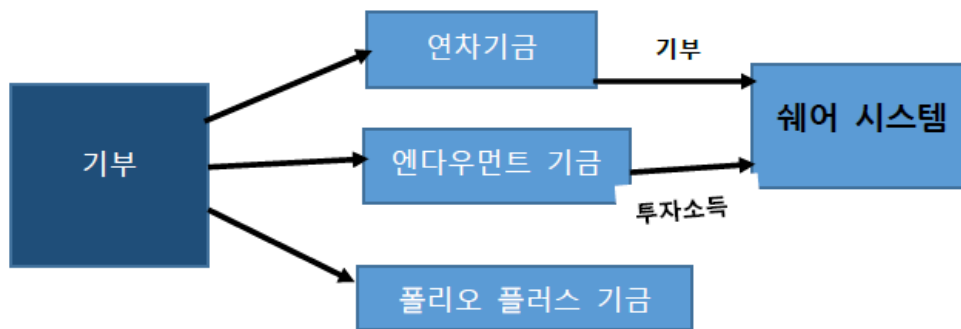 연차기금
기부
쉐어 시스템
기부
엔다우먼트 기금
투자소득
폴리오 플러스 기금